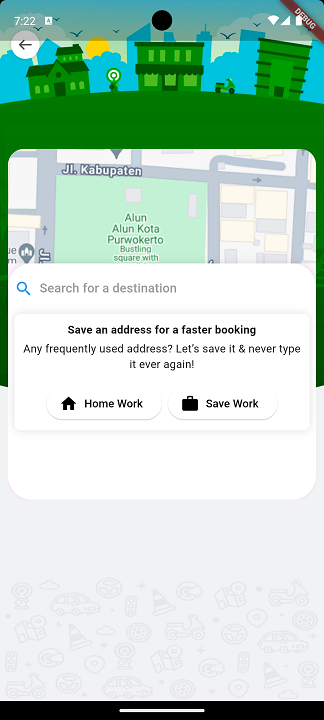 7:22
A
DEBUG
Jl. Kabupaten
Alun
Alun Kota
Purwokerto
Bustling
square with
ue
m
Search for a destination
Save an address for a faster booking
Any frequently used address? Let's save it & never type
it ever again!
Home Work
Save Work